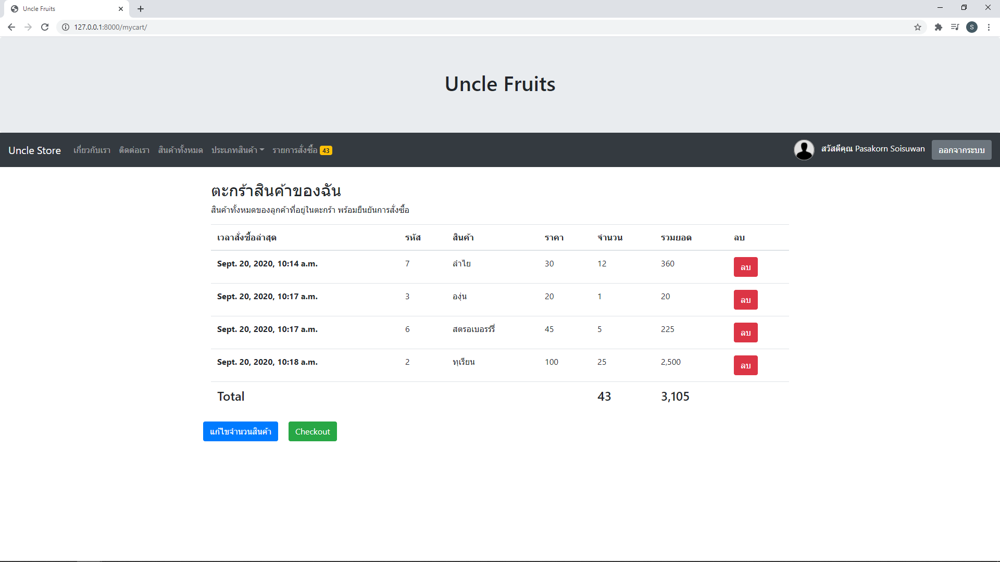 Uncle Fruits
127.0.0.1:8000/mycart/
S
Uncle Fruits
Uncle Store เกี่ยวกับเรา ติดต่อเรา สินค้าทั้งหมด ประเภทสินค้า รายการสั่งซื้อ 43 สวัสดีคุณ Pasakorn Soisuwan ออกจากระบบ
ตะกร้าสินค้าของฉัน
สินค้าทั้งหมดของลูกค้าที่อยู่ในตะกร้า พร้อมยืนยันการสั่งซื้อ
เวลาสั่งซื้อล่าสุด รหัส สินค้า ราคา จำนวน รวมยอด ลบ
Sept. 20, 2020, 10:14 a.m. 7 ลำไย 30 12 360 ลบ
Sept. 20, 2020, 10:17 a.m. 3 องุ่น 20 1 20 ลบ
Sept. 20, 2020, 10:17 a.m. 6 สตรอเบอรร์รี่ 45 5 225 ลบ
Sept. 20, 2020, 10:18 a.m. 2 ทุเรียน 100 25 2,500 ลบ
Total 43 3,105
แก้ไขจำนวนสินค้า Checkout